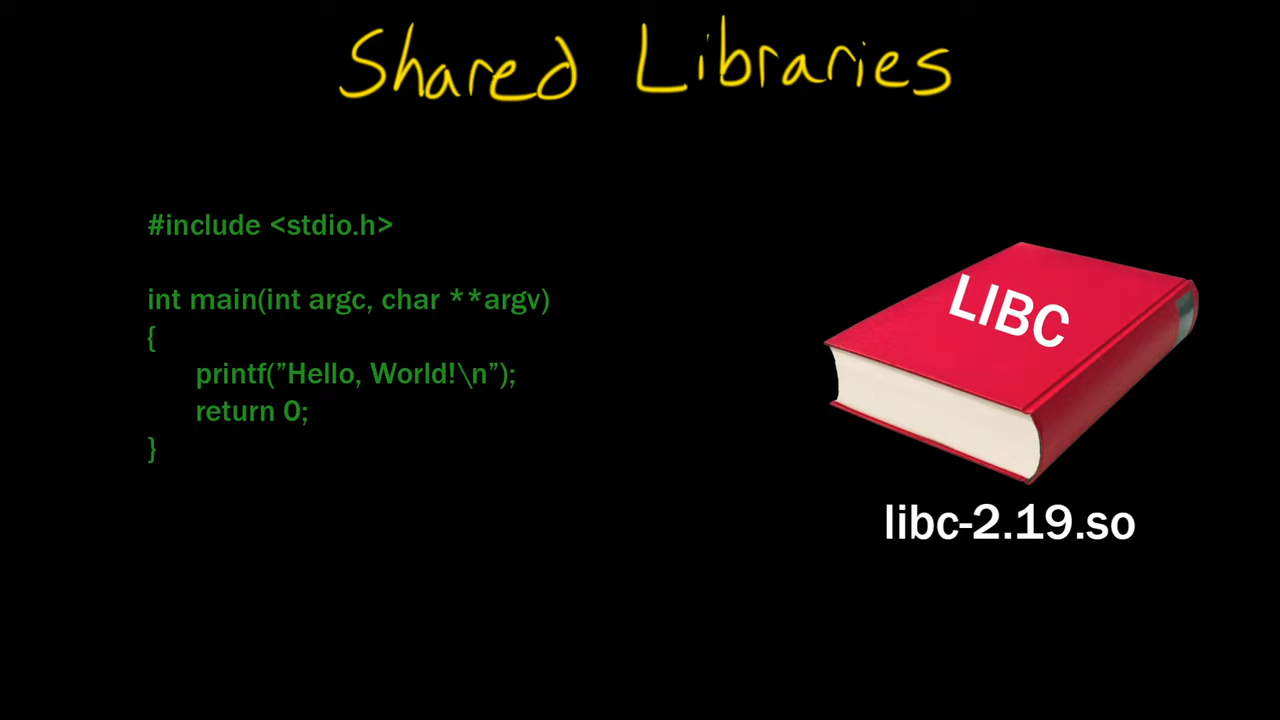 Shared Libraries
#include <stdio.h>
int main(int argc, char **argv)
{
printf(”Hello, World!\n”);
return 0;
}
LIBC
libc-2.19.so